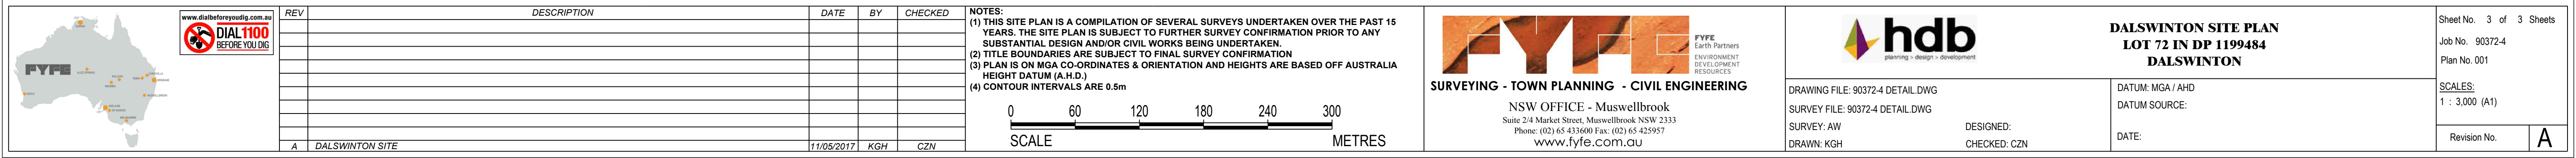 www.dialbeforeyoudig.com.au
DIAL1100
BEFORE YOU DIG
FYFE
REV DESCRIPTION DATE BY CHECKED
A DALSWINTON SITE 11/05/2017 KGH CZN
NOTES:
(1) THIS SITE PLAN IS A COMPILATION OF SEVERAL SURVEYS UNDERTAKEN OVER THE PAST 15
YEARS. THE SITE PLAN IS SUBJECT TO FURTHER SURVEY CONFIRMATION PRIOR TO ANY
SUBSTANTIAL DESIGN AND/OR CIVIL WORKS BEING UNDERTAKEN.
(2) TITLE BOUNDARIES ARE SUBJECT TO FINAL SURVEY CONFIRMATION
(3) PLAN IS ON MGA CO-ORDINATES & ORIENTATION AND HEIGHTS ARE BASED OFF AUSTRALIA
HEIGHT DATUM (A.H.D.)
(4) CONTOUR INTERVALS ARE 0.5m
0 60 120 180 240 300
SCALE METRES
FYFE
FYFE
Earth Partners
ENVIRONMENT
DEVELOPMENT
RESOURCES
SURVEYING - TOWN PLANNING - CIVIL ENGINEERING
NSW OFFICE - Muswellbrook
Suite 2/4 Market Street, Muswellbrook NSW 2333
Phone: (02) 65 433600 Fax: (02) 65 425957
www.fyfe.com.au
hdb
planning > design > development
DRAWING FILE: 90372-4 DETAIL.DWG
SURVEY FILE: 90372-4 DETAIL.DWG
SURVEY: AW DESIGNED:
DRAWN: KGH CHECKED: CZN
DALSWINTON SITE PLAN
LOT 72 IN DP 1199484
DALSWINTON
DATUM: MGA / AHD
DATUM SOURCE:
DATE:
Sheet No. 3 of 3 Sheets
Job No. 90372-4
Plan No. 001
SCALES:
1 : 3,000 (A1)
Revision No. A